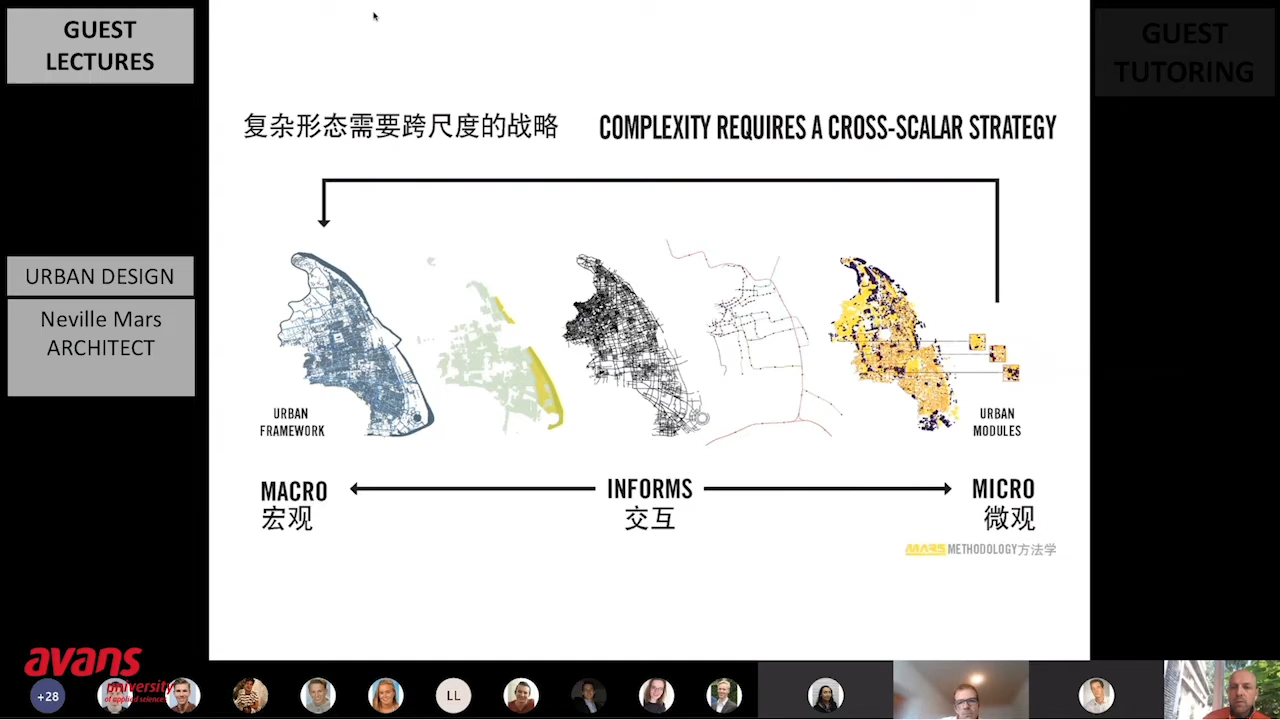 GUEST
LECTURES
GUEST
TUTORING
复杂形态需要跨尺度的战略
COMPLEXITY REQUIRES A CROSS-SCALAR STRATEGY
URBAN DESIGN
Neville Mars
ARCHITECT
URBAN
FRAMEWORK
URBAN
MODULES
MACRO
宏观
INFORMS
交互
MICRO
微观
MARS METHODOLOGY方法学
avans
university
of applied sciences
+28
LL